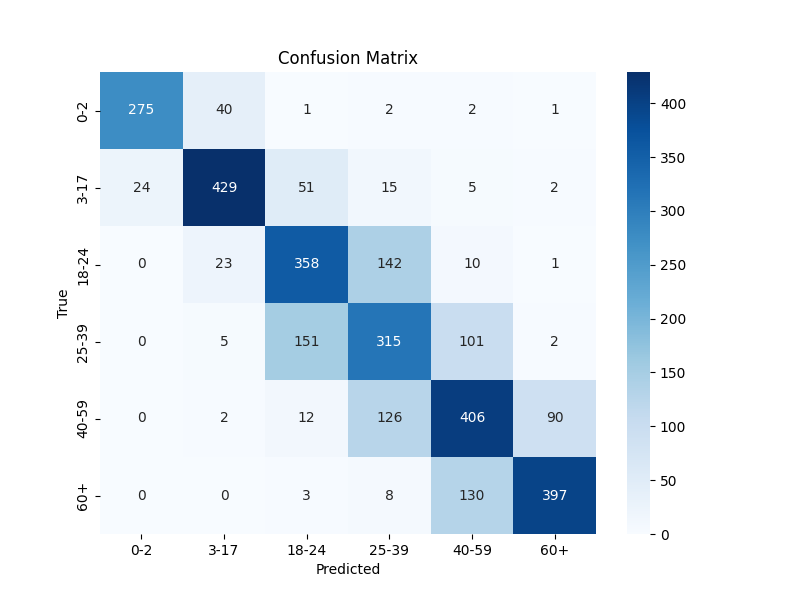 Confusion Matrix
True
0-2 275 40 1 2 2 1
3-17 24 429 51 15 5 2
18-24 0 23 358 142 10 1
25-39 0 5 151 315 101 2
40-59 0 2 12 126 406 90
60+ 0 0 3 8 130 397
0-2 3-17 18-24 25-39 40-59 60+
Predicted
400
350
300
250
200
150
100
50
0